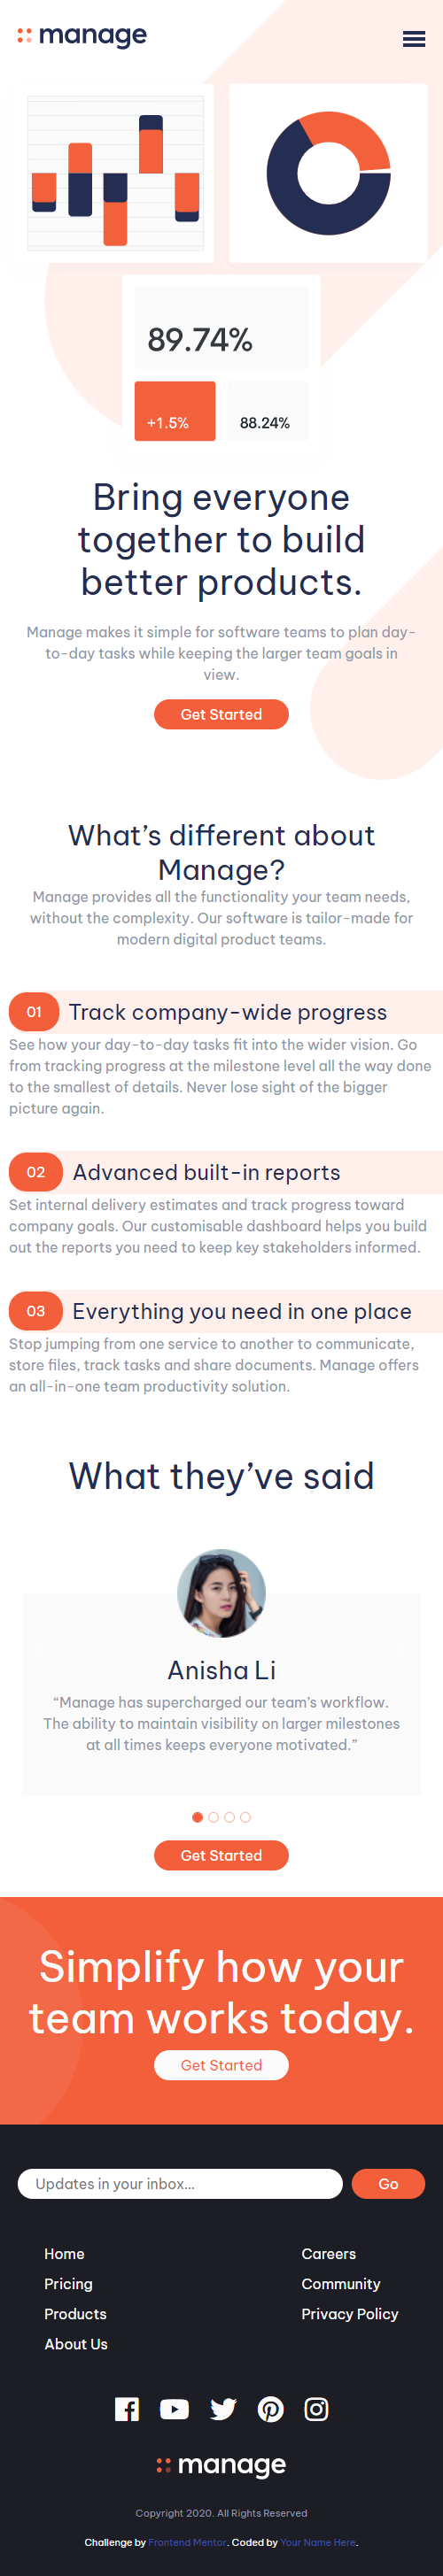 manage
89.74%
+1.5%
88.24%
Bring everyone
together to build
better products.
Manage makes it simple for software teams to plan day-
to-day tasks while keeping the larger team goals in
view.
Get Started
What’s different about
Manage?
Manage provides all the functionality your team needs,
without the complexity. Our software is tailor-made for
modern digital product teams.
01 Track company-wide progress
See how your day-to-day tasks fit into the wider vision. Go
from tracking progress at the milestone level all the way done
to the smallest of details. Never lose sight of the bigger
picture again.
02 Advanced built-in reports
Set internal delivery estimates and track progress toward
company goals. Our customisable dashboard helps you build
out the reports you need to keep key stakeholders informed.
03 Everything you need in one place
Stop jumping from one service to another to communicate,
store files, track tasks and share documents. Manage offers
an all-in-one team productivity solution.
What they’ve said
Anisha Li
“Manage has supercharged our team’s workflow.
The ability to maintain visibility on larger milestones
at all times keeps everyone motivated.”
Get Started
Simplify how your
team works today.
Get Started
Updates in your inbox...
Go
Home
Pricing
Products
About Us
Careers
Community
Privacy Policy
manage
Copyright 2020. All Rights Reserved
Challenge by Frontend Mentor. Coded by Your Name Here.